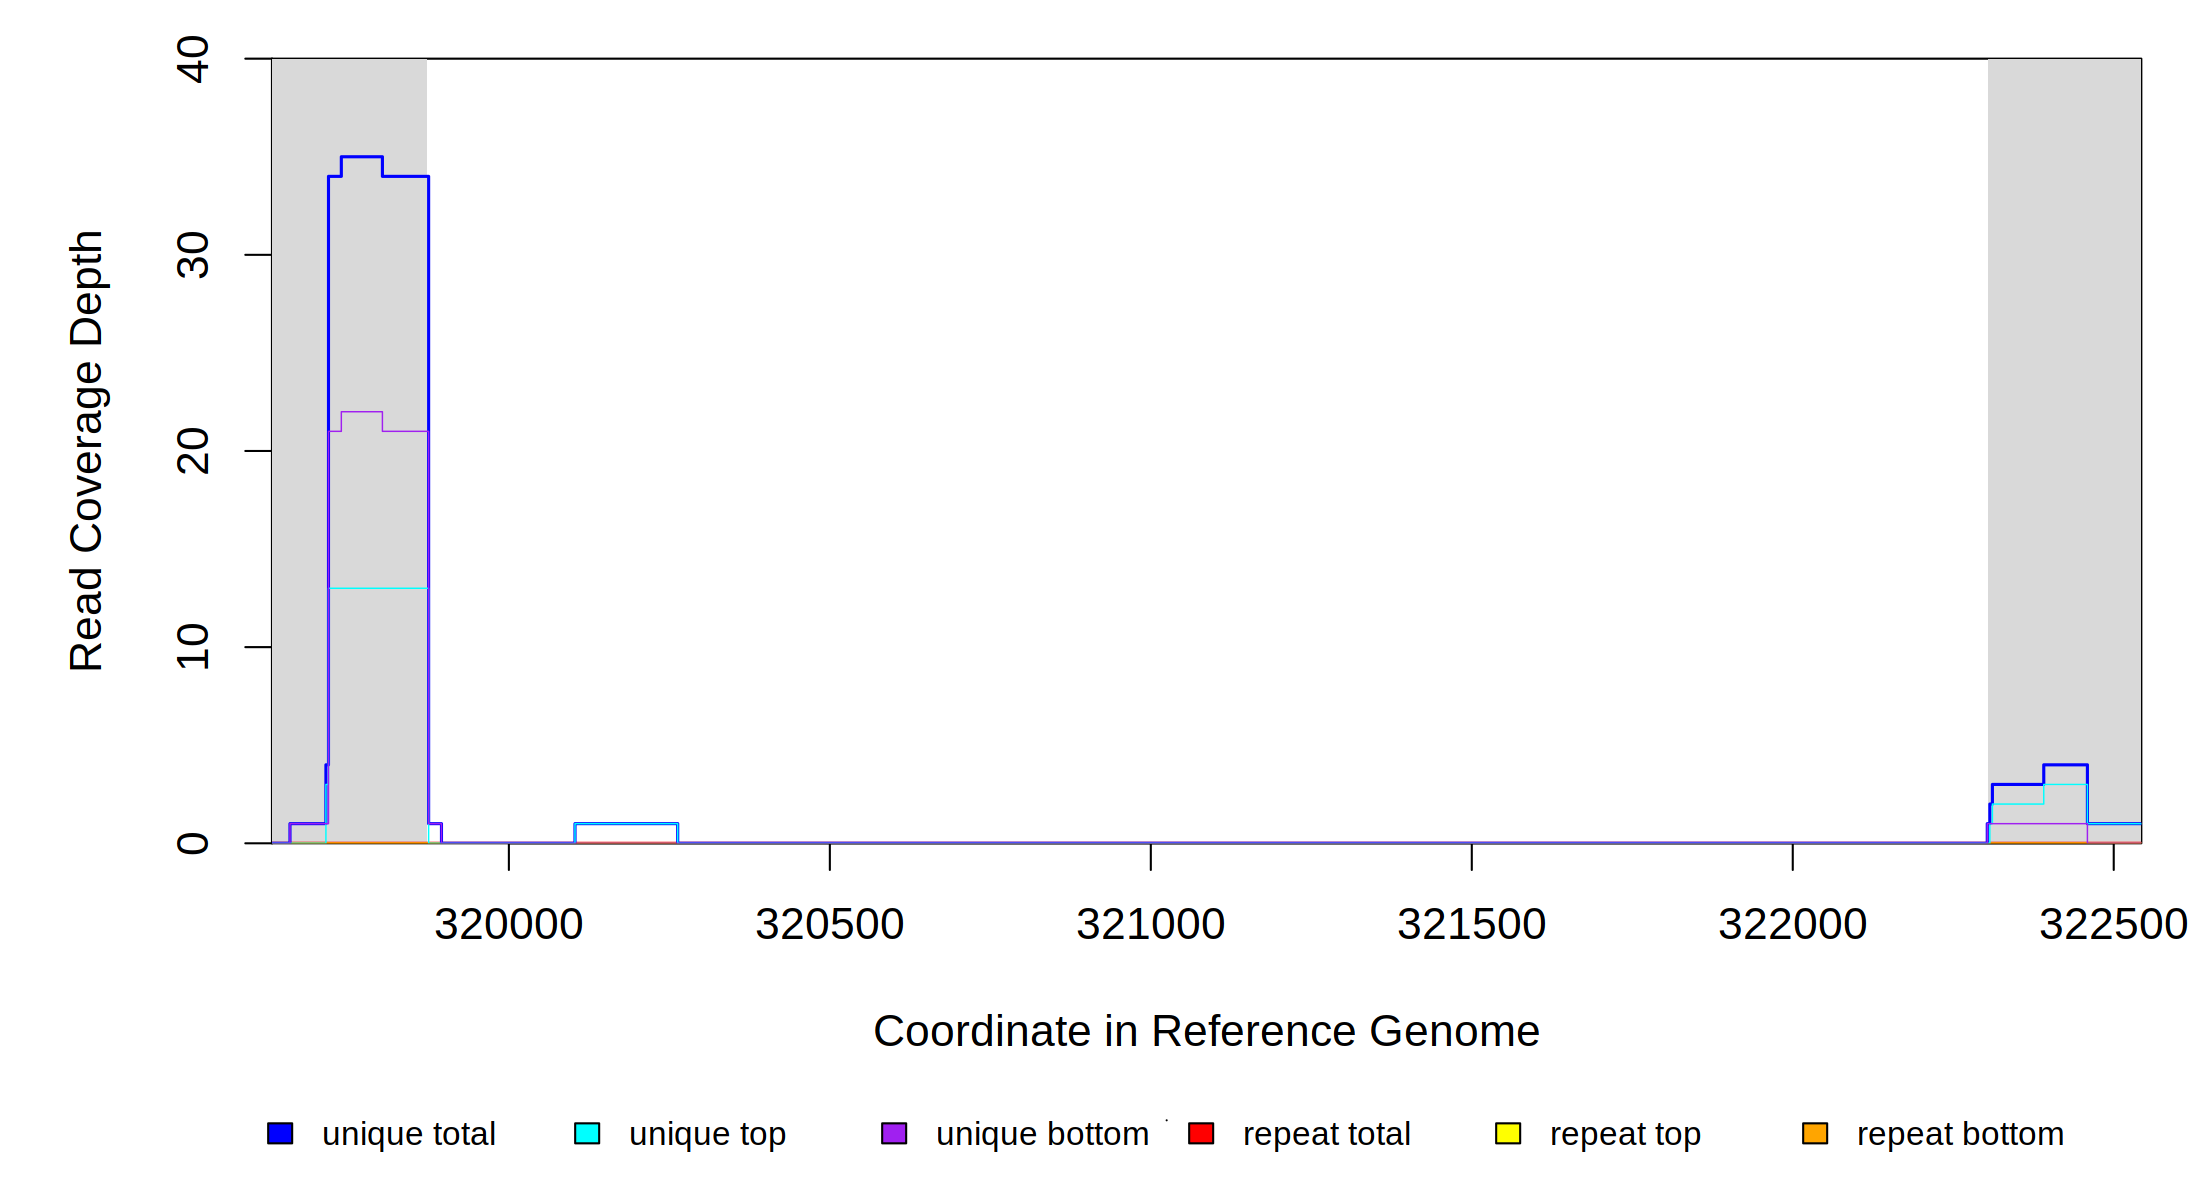 40
30
20
10
0
Read Coverage Depth
320000 320500 321000 321500 322000 322500
Coordinate in Reference Genome
unique total unique top unique bottom repeat total repeat top repeat bottom